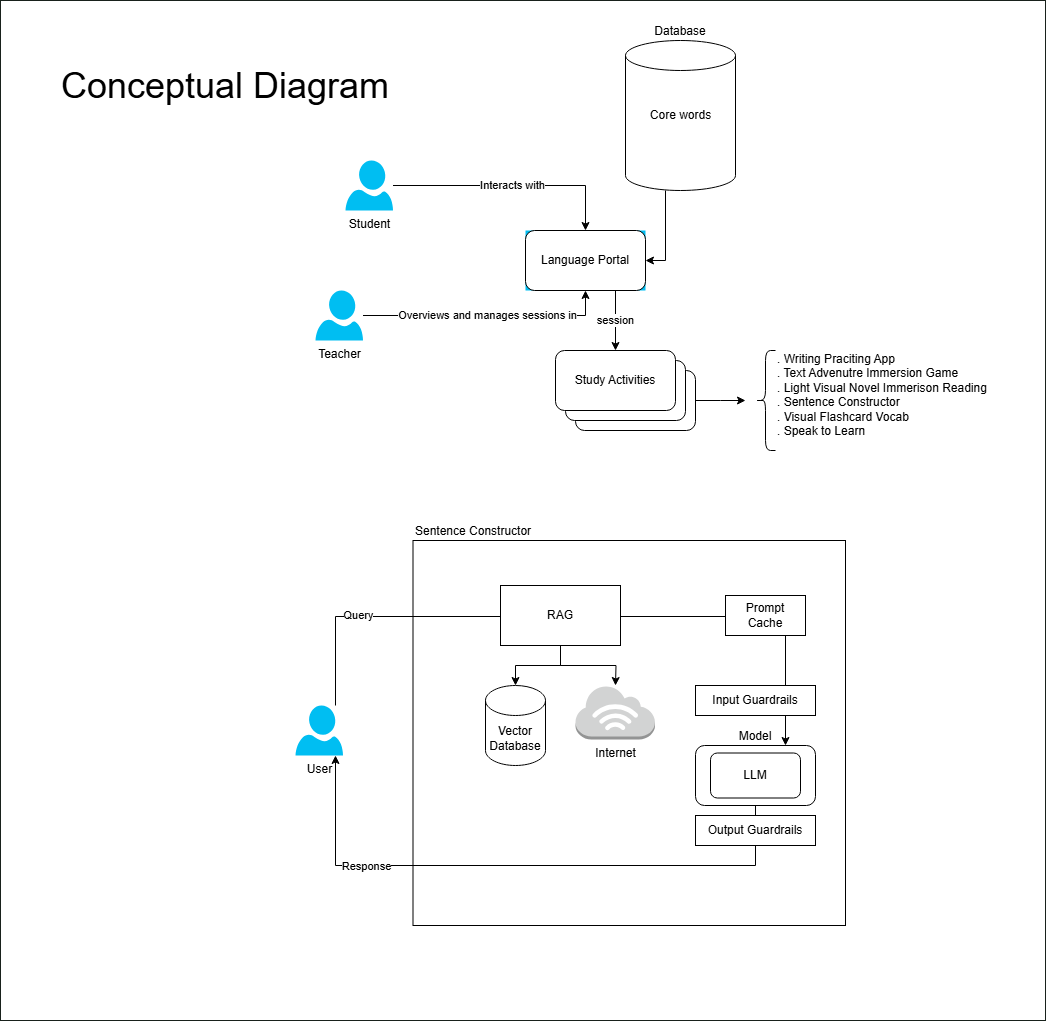 Database
Conceptual Diagram
Core words
Interacts with
Student
Language Portal
Overviews and manages sessions in
session
Teacher
Study Activities
. Writing Praciting App
. Text Advenutre Immersion Game
. Light Visual Novel Immerison Reading
. Sentence Constructor
. Visual Flashcard Vocab
. Speak to Learn
Sentence Constructor
Query
RAG
Prompt
Cache
Input Guardrails
Vector
Database
Internet
Model
User
LLM
Output Guardrails
Response